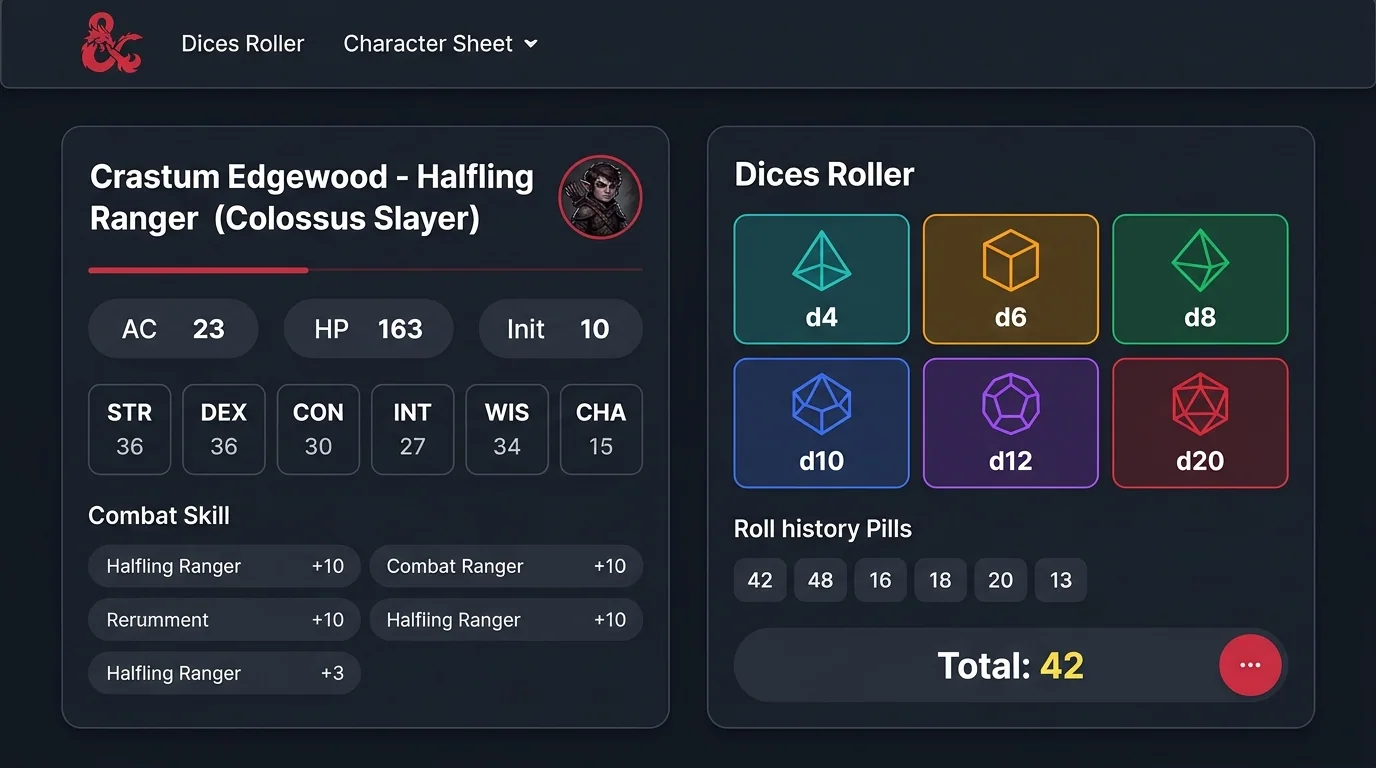 Dices Roller
Character Sheet
Crastum Edgewood - Halfling
Ranger (Colossus Slayer)
AC 23
HP 163
Init 10
STR
36
DEX
36
CON
30
INT
27
WIS
34
CHA
15
Combat Skill
Halfling Ranger +10
Combat Ranger +10
Rerumment +10
Halfling Ranger +10
Halfling Ranger +3
Dices Roller
d4
d6
d8
d10
d12
d20
Roll history Pills
42 48 16 18 20 13
Total: 42